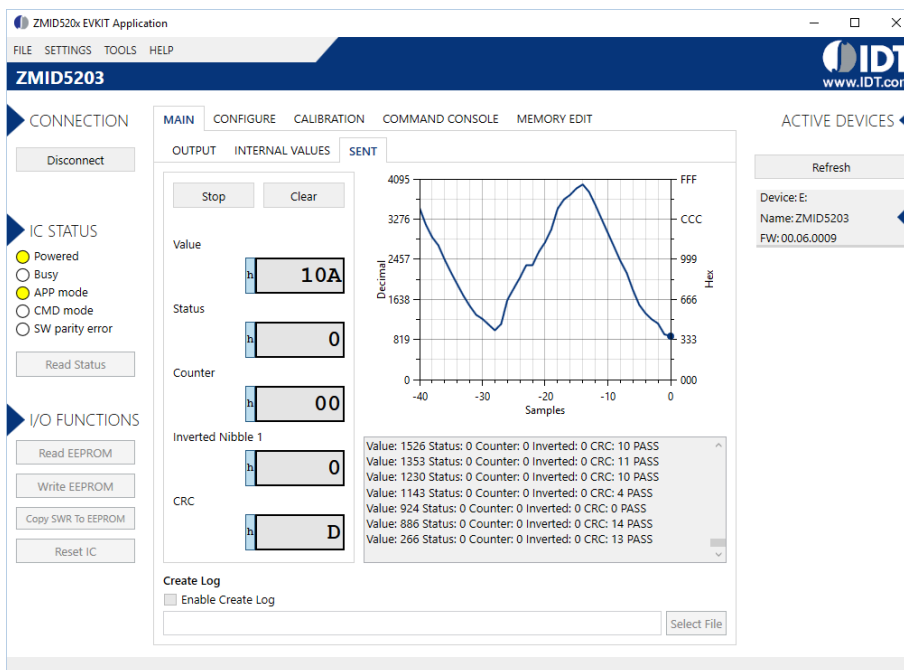 ZMID520x EVKIT Application
FILE SETTINGS TOOLS HELP
IDT
www.IDT.com
ZMID5203
CONNECTION
Disconnect
IC STATUS
Powered
Busy
APP mode
CMD mode
SW parity error
Read Status
I/O FUNCTIONS
Read EEPROM
Write EEPROM
Copy SWR To EEPROM
Reset IC
MAIN CONFIGURE CALIBRATION COMMAND CONSOLE MEMORY EDIT
OUTPUT INTERNAL VALUES SENT
Stop Clear
Value
h 10A
Status
h 0
Counter
h 00
Inverted Nibble 1
h 0
CRC
h D
4095 FFF
3276 CCC
2457 999
1638 666
819 333
0 000
Decimal
Hex
-40 -30 -20 -10 0
Samples
Value: 1526 Status: 0 Counter: 0 Inverted: 0 CRC: 10 PASS
Value: 1353 Status: 0 Counter: 0 Inverted: 0 CRC: 11 PASS
Value: 1230 Status: 0 Counter: 0 Inverted: 0 CRC: 10 PASS
Value: 1143 Status: 0 Counter: 0 Inverted: 0 CRC: 4 PASS
Value: 924 Status: 0 Counter: 0 Inverted: 0 CRC: 0 PASS
Value: 886 Status: 0 Counter: 0 Inverted: 0 CRC: 14 PASS
Value: 266 Status: 0 Counter: 0 Inverted: 0 CRC: 13 PASS
Create Log
Enable Create Log
Select File
ACTIVE DEVICES
Refresh
Device: E:
Name: ZMID5203
FW: 00.06.0009